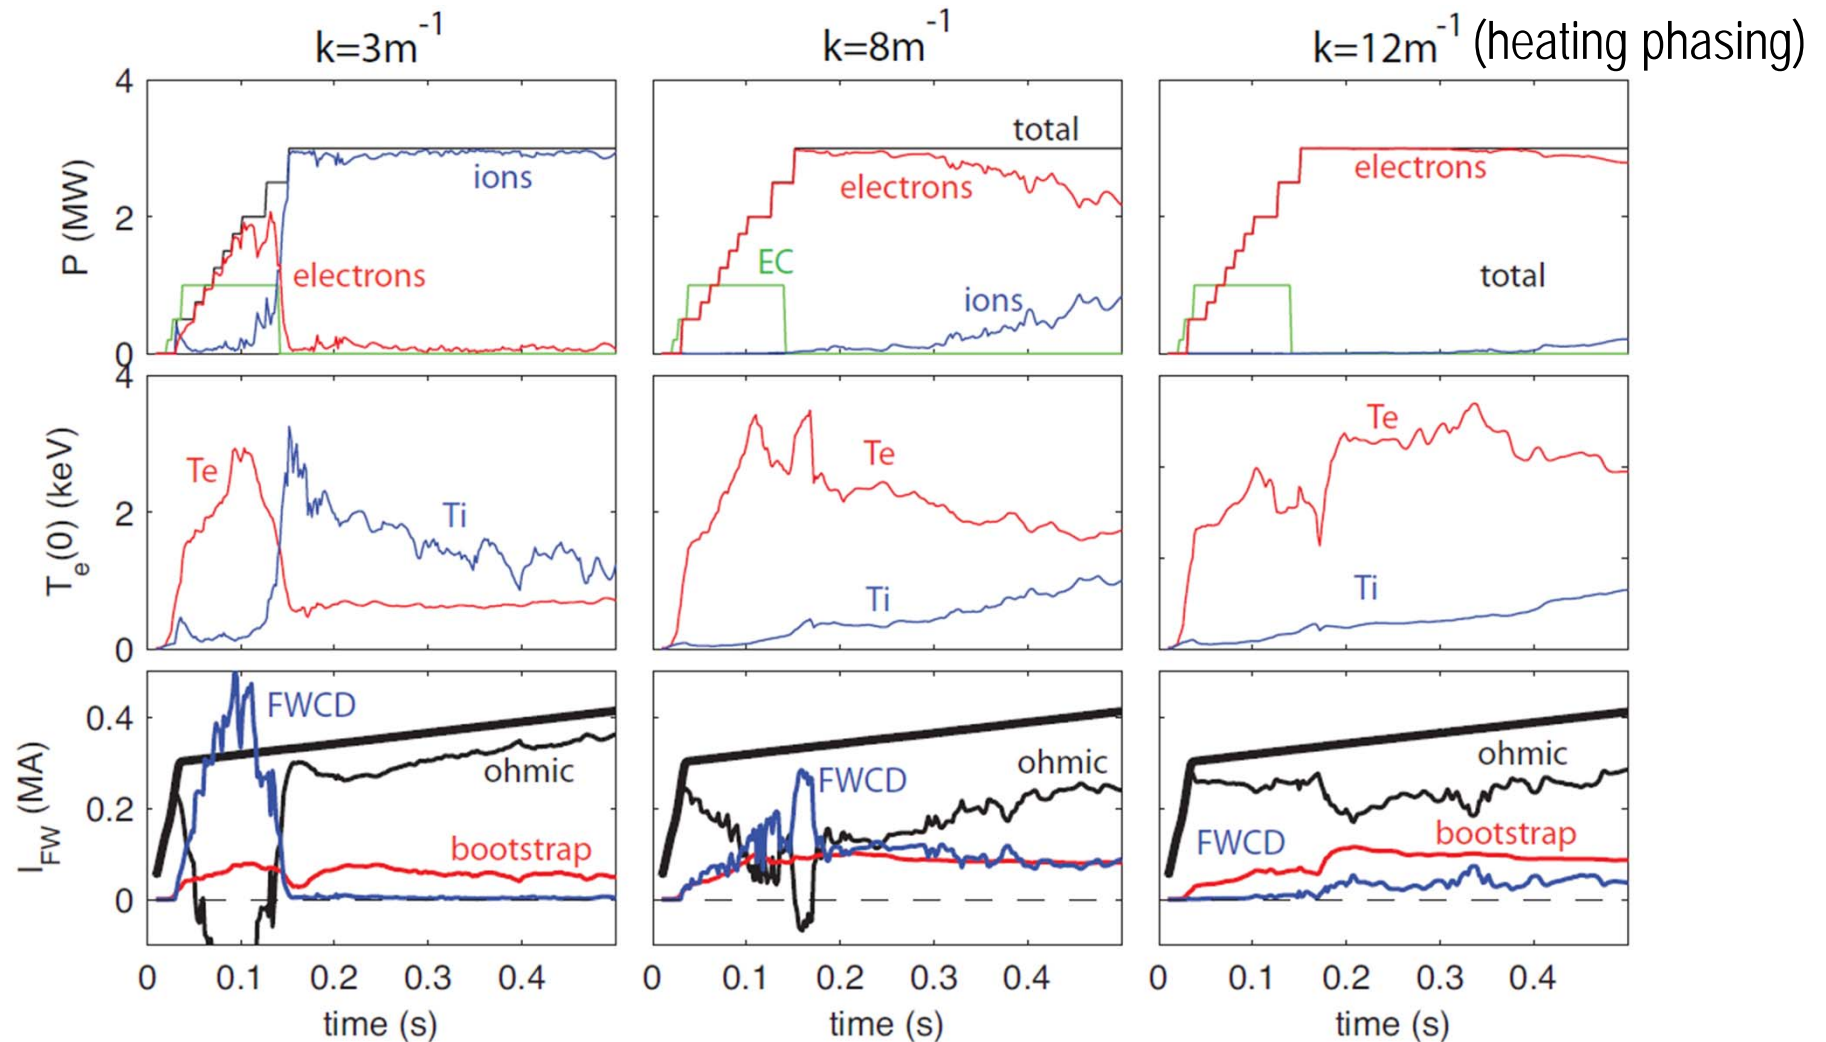 k=3m⁻¹ k=8m⁻¹ k=12m⁻¹ (heating phasing)
4
2
0
P (MW)
ions
electrons
total
electrons
EC
ions
electrons
total
4
2
0
Te(0) (keV)
Te
Ti
Te
Ti
Te
Ti
0.4
0.2
0
IFW (MA)
FWCD
ohmic
bootstrap
FWCD
ohmic
ohmic
FWCD
bootstrap
0 0.1 0.2 0.3 0.4
0 0.1 0.2 0.3 0.4
0 0.1 0.2 0.3 0.4
time (s) time (s) time (s)